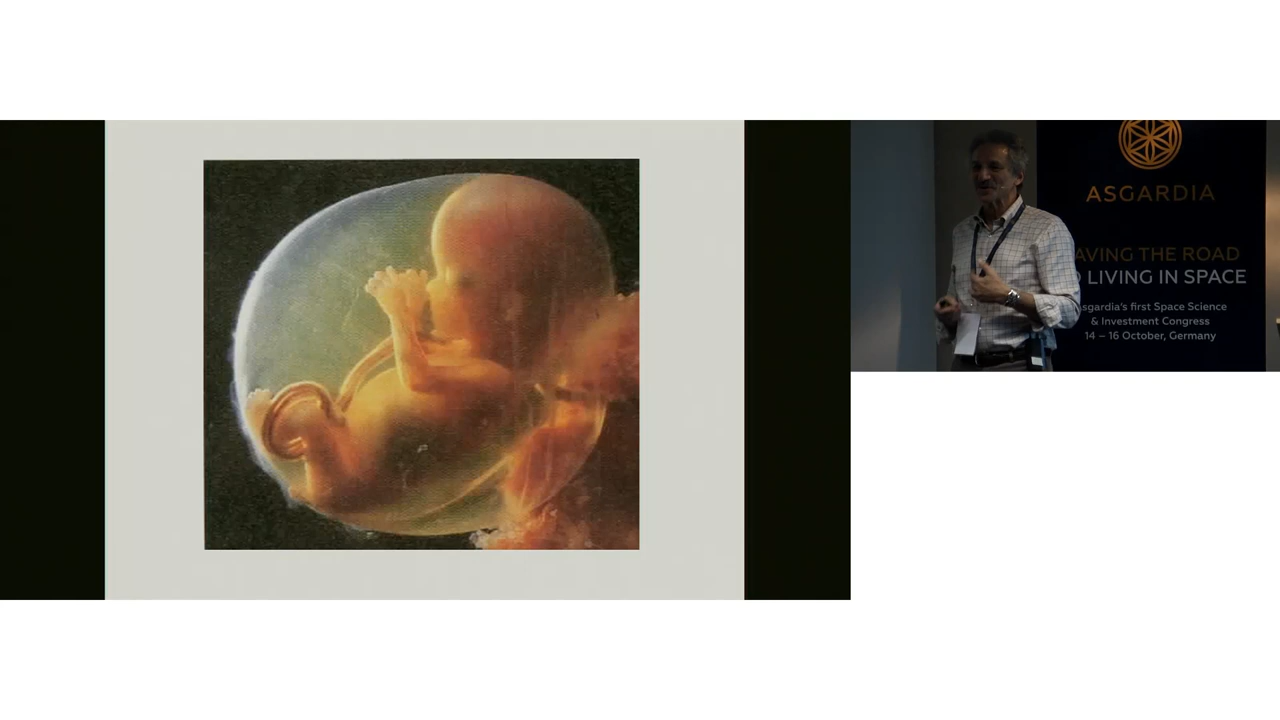 ASGARDIA
AVING THE ROAD
LIVING IN SPACE
sgardia's first Space Science
& Investment Congress
14 – 16 October, Germany